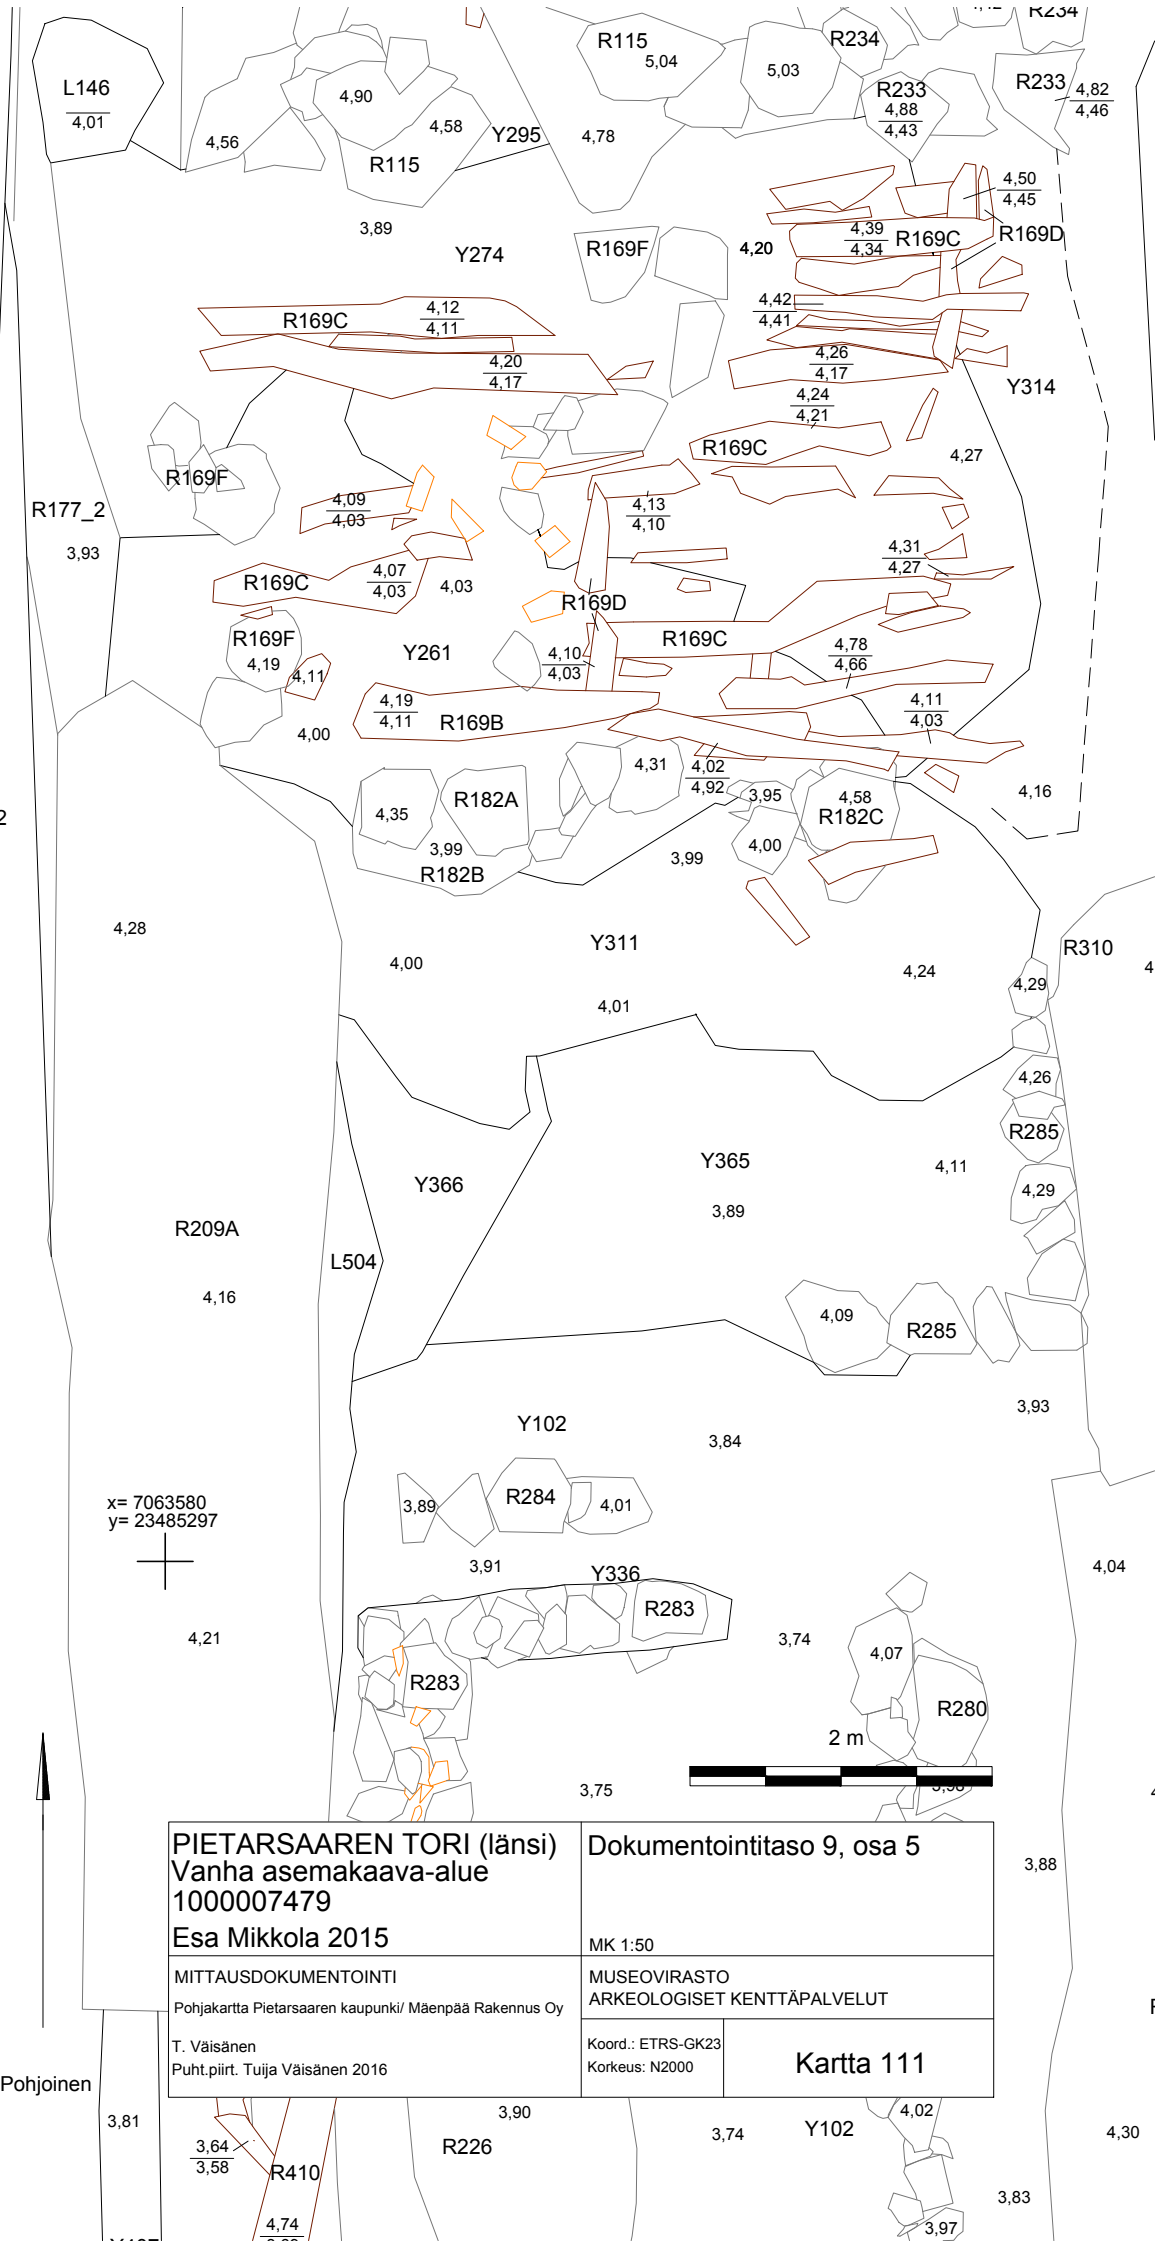 R234
L146
4,01
4,90
4,58
4,56
R115
Y295
R115
5,04
4,78
5,03
R234
R233
4,88
4,43
R233
4,82
4,46
3,89
Y274
R169F
4,20
4,50
4,45
4,39
4,34
R169C
R169D
4,42
4,41
R169C
4,12
4,11
4,20
4,17
4,26
4,17
Y314
4,24
4,21
R169C
4,27
R169F
R177_2
3,93
4,09
4,03
4,13
4,10
4,31
4,27
R169C
4,07
4,03
4,03
R169D
R169F
4,19
4,11
Y261
4,10
4,03
R169C
4,78
4,66
4,19
4,11
R169B
4,00
4,11
4,03
4,31
4,02
4,92
3,95
4,58
R182C
4,16
4,35
R182A
3,99
R182B
3,99
4,00
2
4,28
4,00
Y311
4,01
4,24
R310
4,29
4,26
R285
Y366
Y365
3,89
4,11
4,29
R209A
L504
4,16
4,09
R285
3,93
Y102
3,84
x= 7063580
y= 23485297
3,89
R284
4,01
3,91
Y336
4,04
4,21
R283
3,74
4,07
R283
R280
2 m
3,75
3,98
PIETARSAAREN TORI (länsi)
Vanha asemakaava-alue
1000007479
Esa Mikkola 2015
Dokumentointitaso 9, osa 5
MK 1:50
3,88
MITTAUSDOKUMENTOINTI
Pohjakartta Pietarsaaren kaupunki/ Mäenpää Rakennus Oy
T. Väisänen
Puht.piirt. Tuija Väisänen 2016
MUSEOVIRASTO
ARKEOLOGISET KENTTÄPALVELUT
Koord.: ETRS-GK23
Korkeus: N2000
Kartta 111
Pohjoinen
3,81
3,64
3,58
R410
4,74
3,90
R226
3,74
Y102
4,02
4,30
3,83
3,97